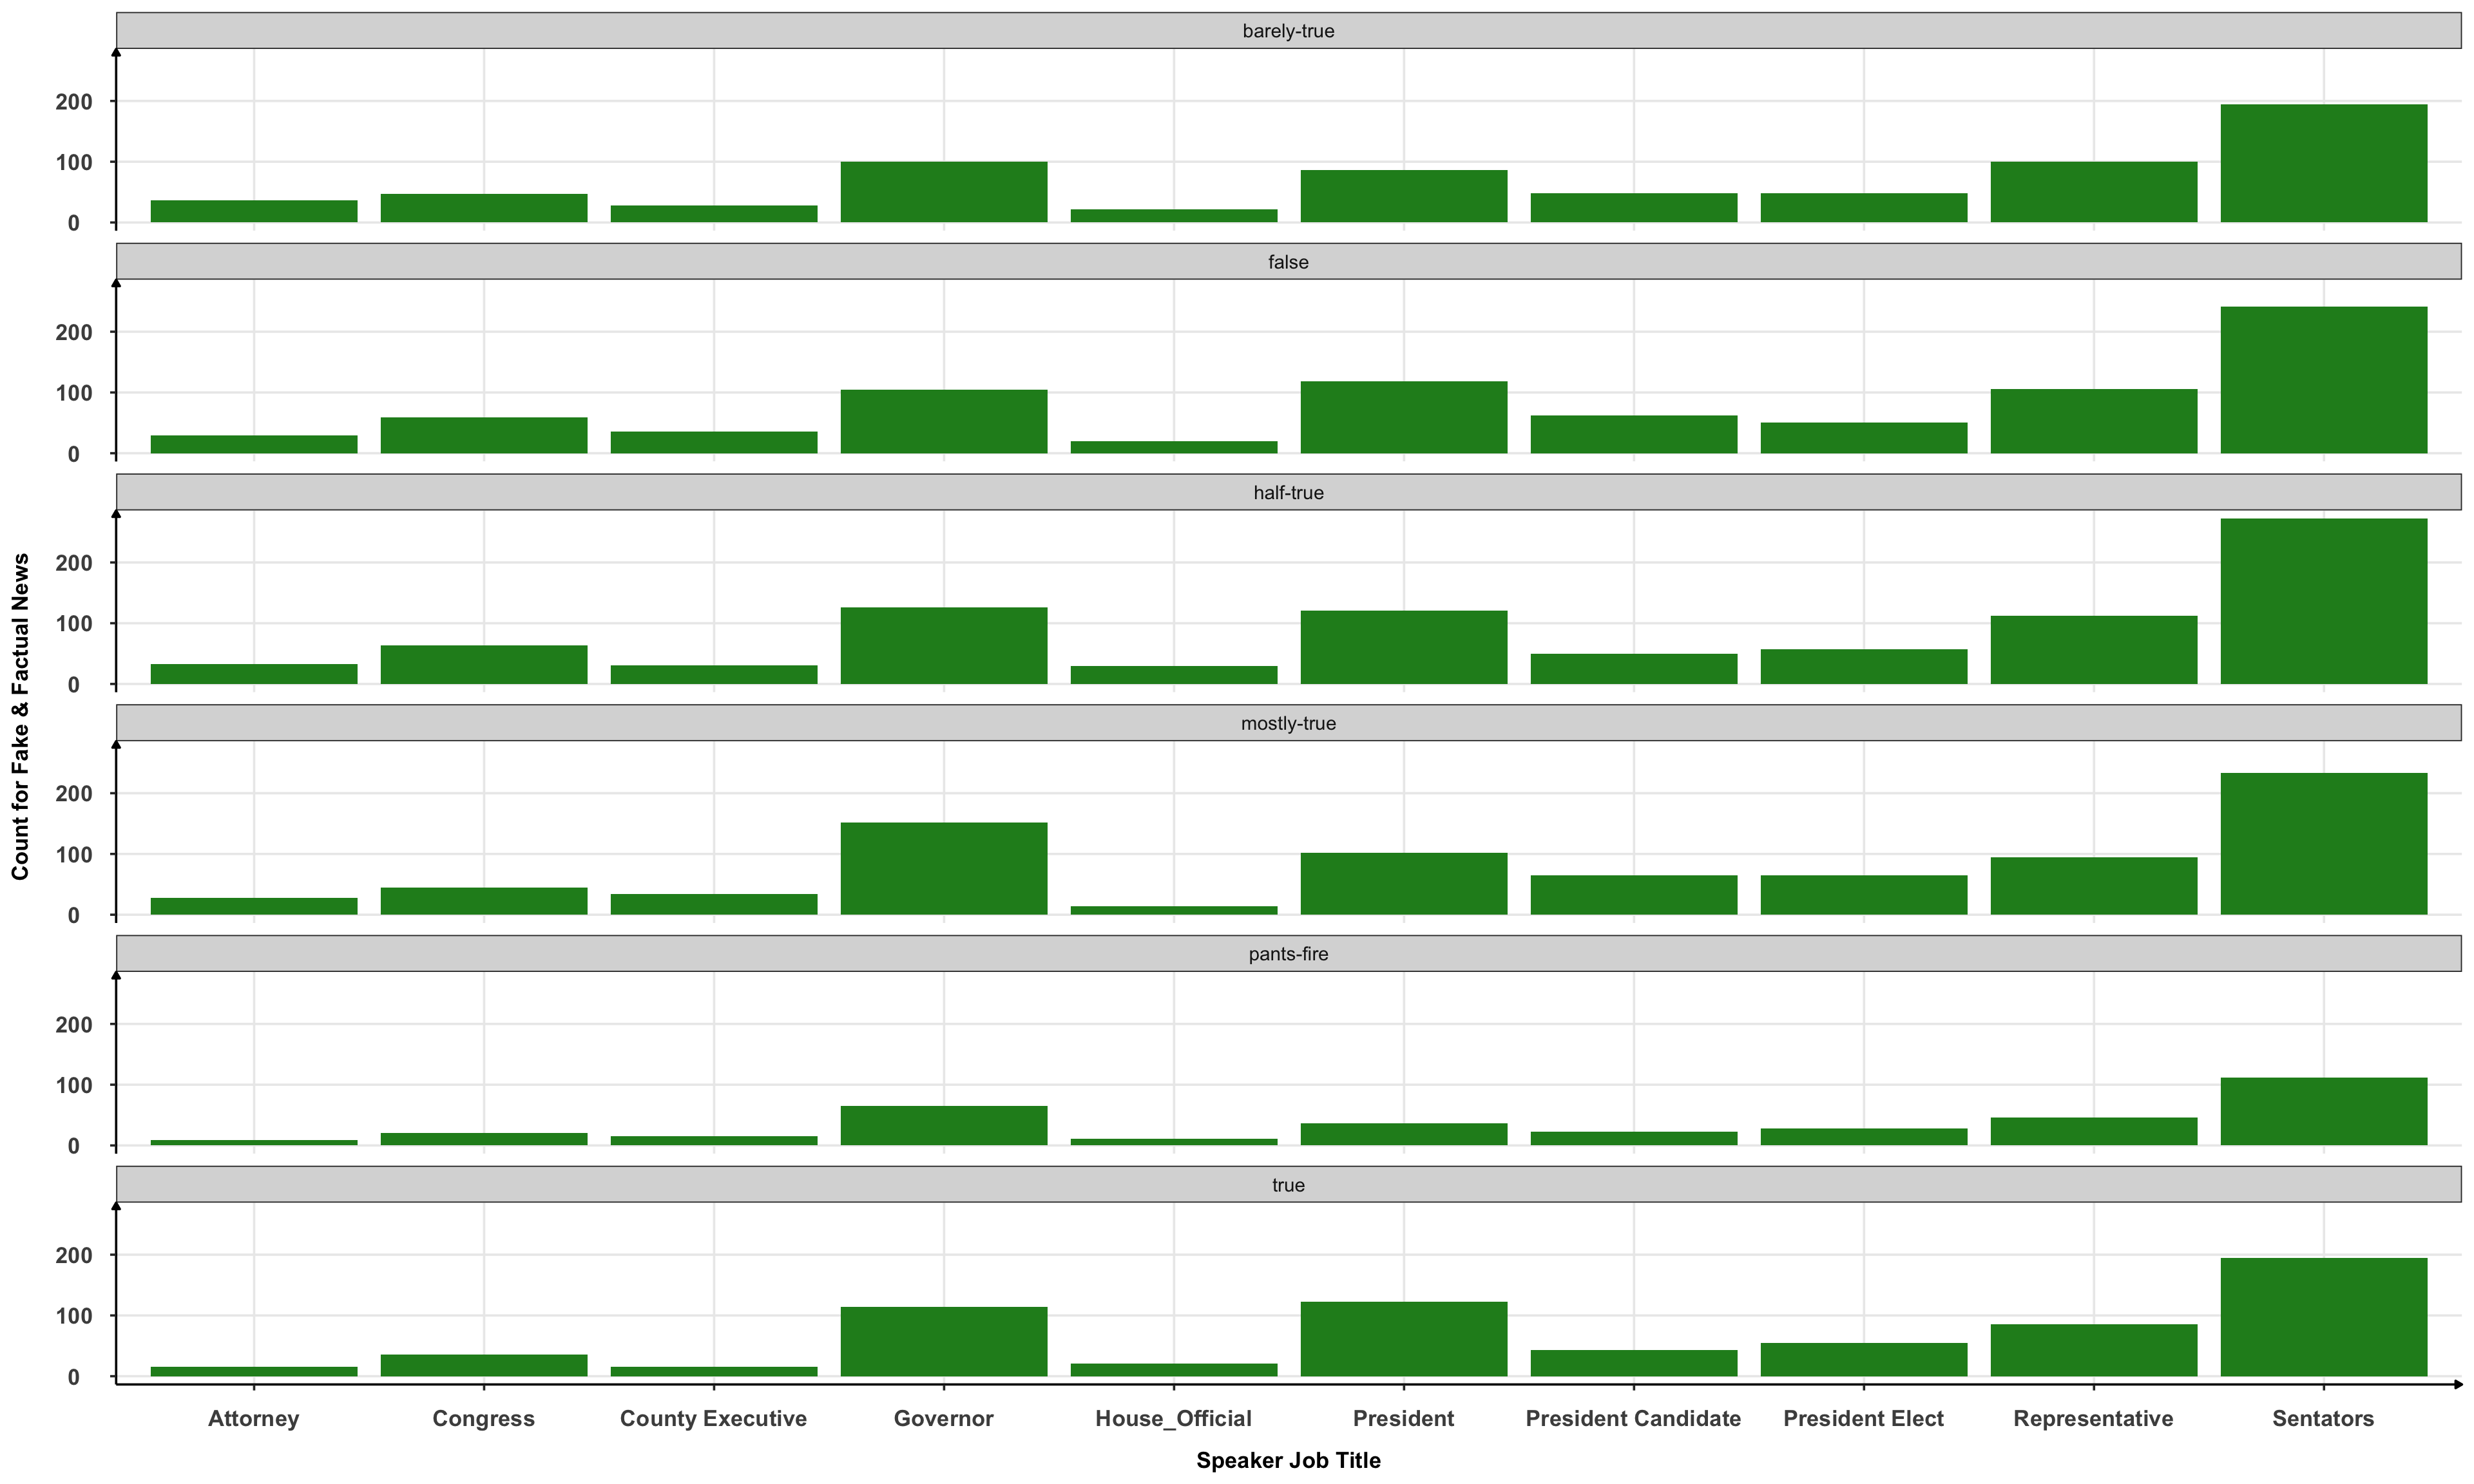 barely-true
200
100
0
false
200
100
0
half-true
200
100
0
mostly-true
200
100
0
pants-fire
200
100
0
true
200
100
0
Count for Fake & Factual News
Attorney Congress County Executive Governor House_Official President President Candidate President Elect Representative Sentators
Speaker Job Title